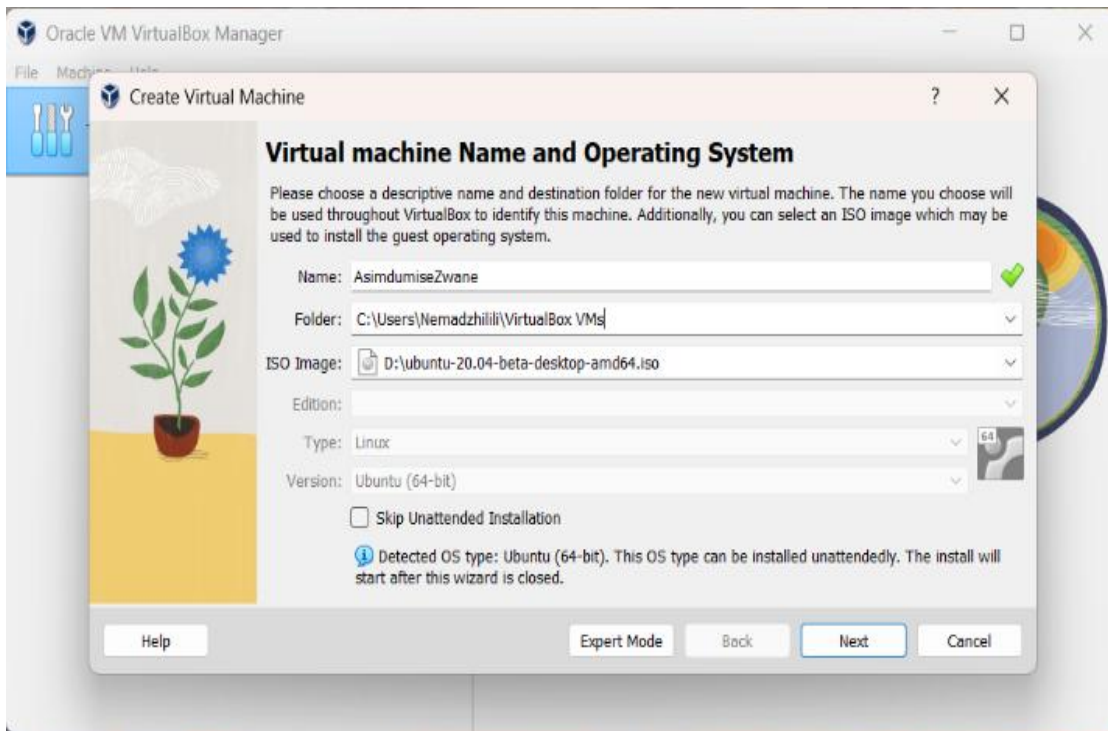 Oracle VM VirtualBox Manager
File Machine Help
Create Virtual Machine
?
Virtual machine Name and Operating System
Please choose a descriptive name and destination folder for the new virtual machine. The name you choose will
be used throughout VirtualBox to identify this machine. Additionally, you can select an ISO image which may be
used to install the guest operating system.
Name: AsimdumiseZwane
Folder: C:\Users\Nemadzhilili\VirtualBox VMs
ISO Image: D:\ubuntu-20.04-beta-desktop-amd64.iso
Edition:
Type: Linux
64
Version: Ubuntu (64-bit)
Skip Unattended Installation
Detected OS type: Ubuntu (64-bit). This OS type can be installed unattendedly. The install will
start after this wizard is closed.
Help Expert Mode Back Next Cancel